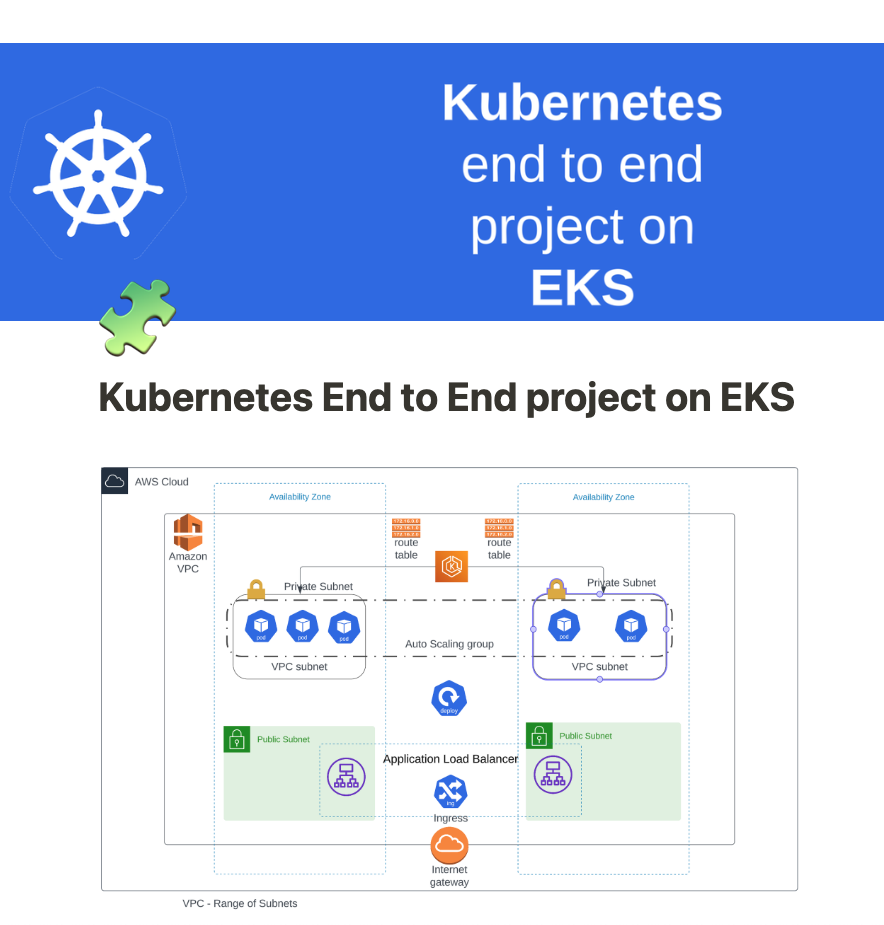 Kubernetes
end to end
project on
EKS
Kubernetes End to End project on EKS
AWS Cloud
Availability Zone
Availability Zone
Amazon
VPC
route
table
route
table
Private Subnet
Private Subnet
pod
pod
pod
pod
pod
Auto Scaling group
VPC subnet
VPC subnet
deploy
Public Subnet
Public Subnet
Application Load Balancer
ing
Ingress
Internet
gateway
VPC - Range of Subnets